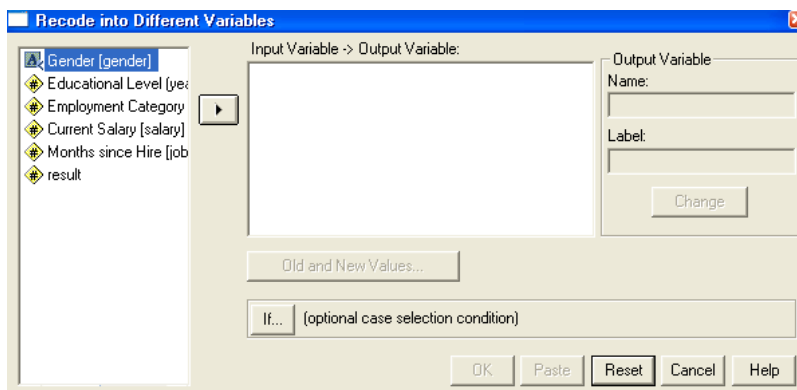 Recode into Different Variables
Gender [gender]
Educational Level (yea
Employment Category
Current Salary [salary]
Months since Hire [job
result
Input Variable -> Output Variable:
Output Variable
Name:
Label:
Change
Old and New Values...
If... (optional case selection condition)
OK Paste Reset Cancel Help